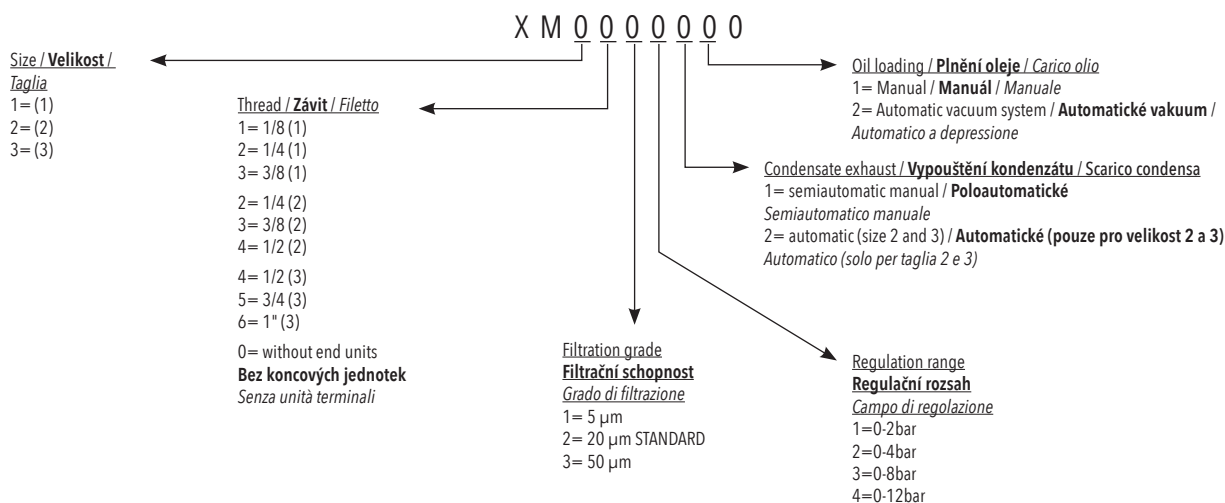 X M 0 0 0 0 0 0 0
Size / Velikost /
Taglia
1= (1)
2= (2)
3= (3)
Thread / Závit / Filetto
1= 1/8 (1)
2= 1/4 (1)
3= 3/8 (1)
2= 1/4 (2)
3= 3/8 (2)
4= 1/2 (2)
4= 1/2 (3)
5= 3/4 (3)
6= 1" (3)
0= without end units
Bez koncových jednotek
Senza unità terminali
Filtration grade
Filtrační schopnost
Grado di filtrazione
1= 5 µm
2= 20 µm STANDARD
3= 50 µm
Regulation range
Regulační rozsah
Campo di regolazione
1=0-2bar
2=0-4bar
3=0-8bar
4=0-12bar
Condensate exhaust / Vypouštění kondenzátu / Scarico condensa
1= semiautomatic manual / Poloautomatické
Semiautomatico manuale
2= automatic (size 2 and 3) / Automatické (pouze pro velikost 2 a 3)
Automatico (solo per taglia 2 e 3)
Oil loading / Plnění oleje / Carico olio
1= Manual / Manuál / Manuale
2= Automatic vacuum system / Automatické vakuum /
Automatico a depressione